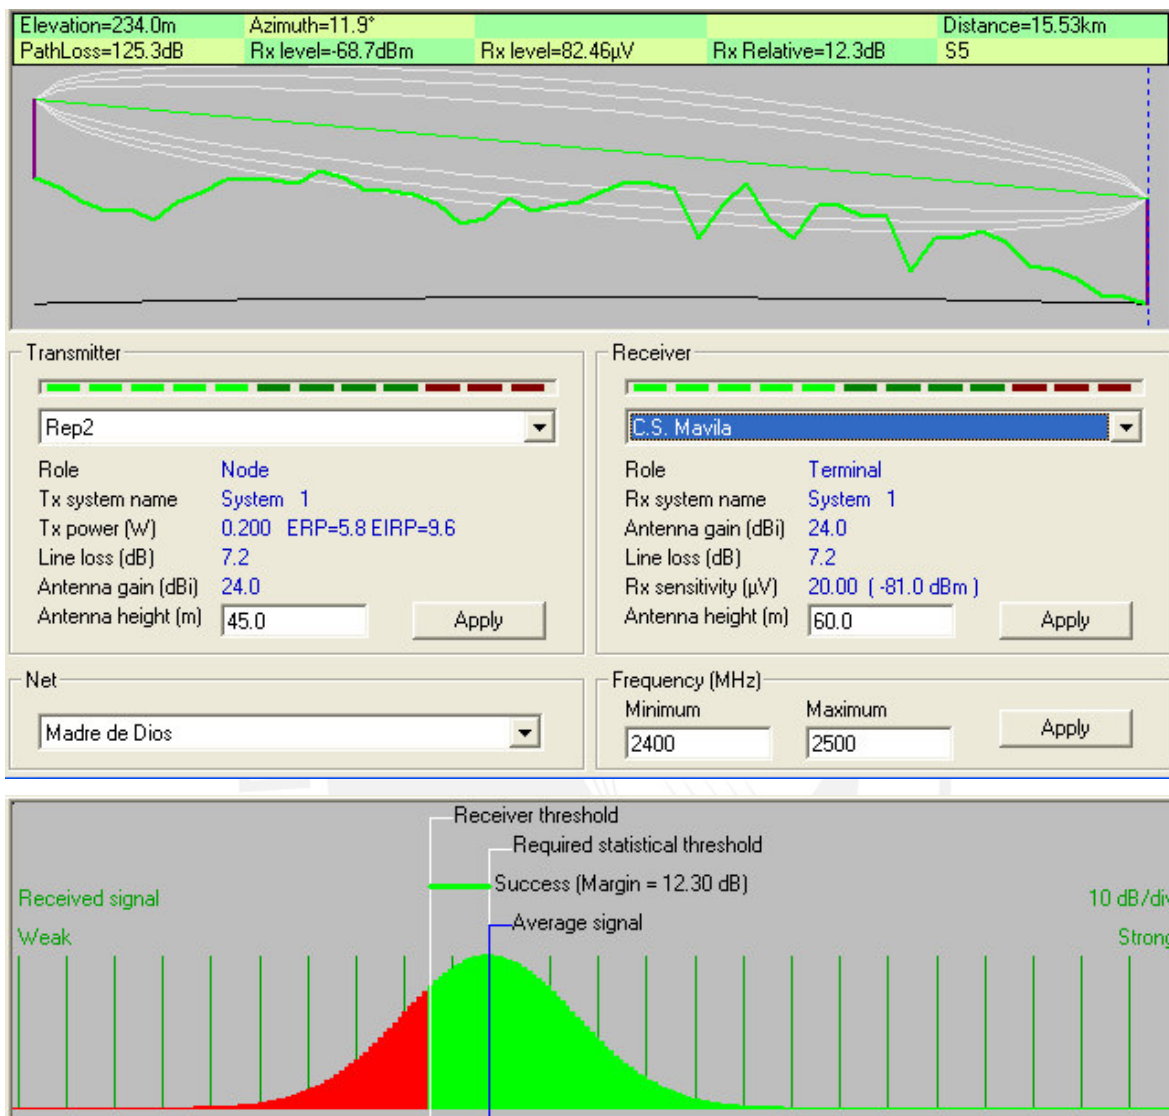 Elevation=234.0m Azimuth=11.9° Distance=15.53km
PathLoss=125.3dB Rx level=-68.7dBm Rx level=82.46µV Rx Relative=12.3dB S5
Transmitter
Rep2
Role Node
Tx system name System 1
Tx power (W) 0.200 ERP=5.8 EIRP=9.6
Line loss (dB) 7.2
Antenna gain (dBi) 24.0
Antenna height (m) 45.0 Apply
Receiver
C.S. Mavila
Role Terminal
Rx system name System 1
Antenna gain (dBi) 24.0
Line loss (dB) 7.2
Rx sensitivity (µV) 20.00 ( -81.0 dBm )
Antenna height (m) 60.0 Apply
Net
Madre de Dios
Frequency (MHz)
Minimum Maximum
2400 2500 Apply
Receiver threshold
Required statistical threshold
Success (Margin = 12.30 dB)
Received signal 10 dB/div
Average signal
Weak Strong